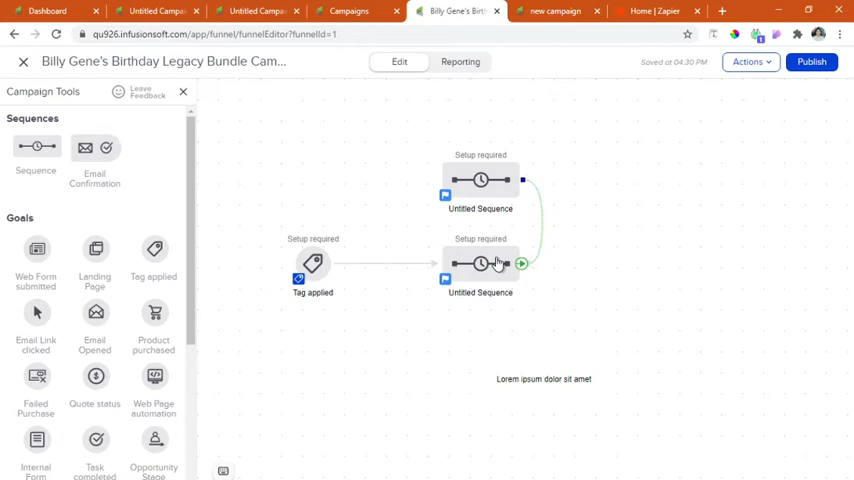 Dashboard
Untitled Campai
Untitled Campai
Campaigns
Billy Gene's Birth
new campaign
Home | Zapier
qu926.infusionsoft.com/app/funnel/funnelEditor?funnelId=1
Billy Gene's Birthday Legacy Bundle Cam...
Edit
Reporting
Saved at 04.30 PM
Actions
Publish
Campaign Tools
Leave
Feedback
Sequences
Sequence
Email
Confirmation
Goals
Web Form
submitted
Landing
Page
Tag applied
Email Link
clicked
Email
Opened
Product
purchased
Failed
Purchase
Quote status
Web Page
automation
Internal
Form
Task
completed
Opportunity
Stage
Setup required
Untitled Sequence
Setup required
Tag applied
Setup required
Untitled Sequence
Lorem ipsum dolor sit amet